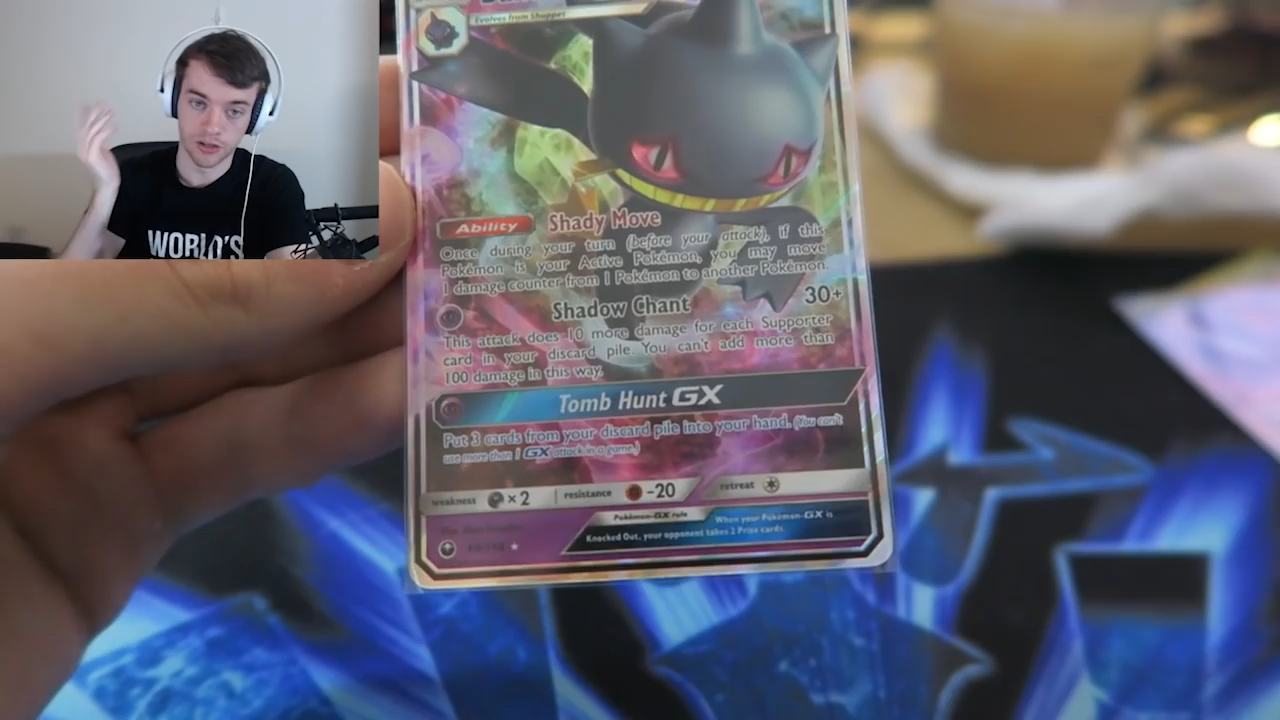 Evolves from Shuppet
WORLD'S
Ability Shady Move
Once during your turn (before your attack), if this
Pokémon is your Active Pokémon, you may move
1 damage counter from 1 Pokémon to another Pokémon.
Shadow Chant 30+
This attack does 10 more damage for each Supporter
card in your discard pile. You can't add more than
100 damage in this way.
Tomb Hunt GX
Put 3 cards from your discard pile into your hand. (You can't
use more than 1 GX attack in a game.)
weakness ×2 resistance -20 retreat
Pokémon-GX rule When your Pokémon-GX is
Knocked Out, your opponent takes 2 Prize cards.